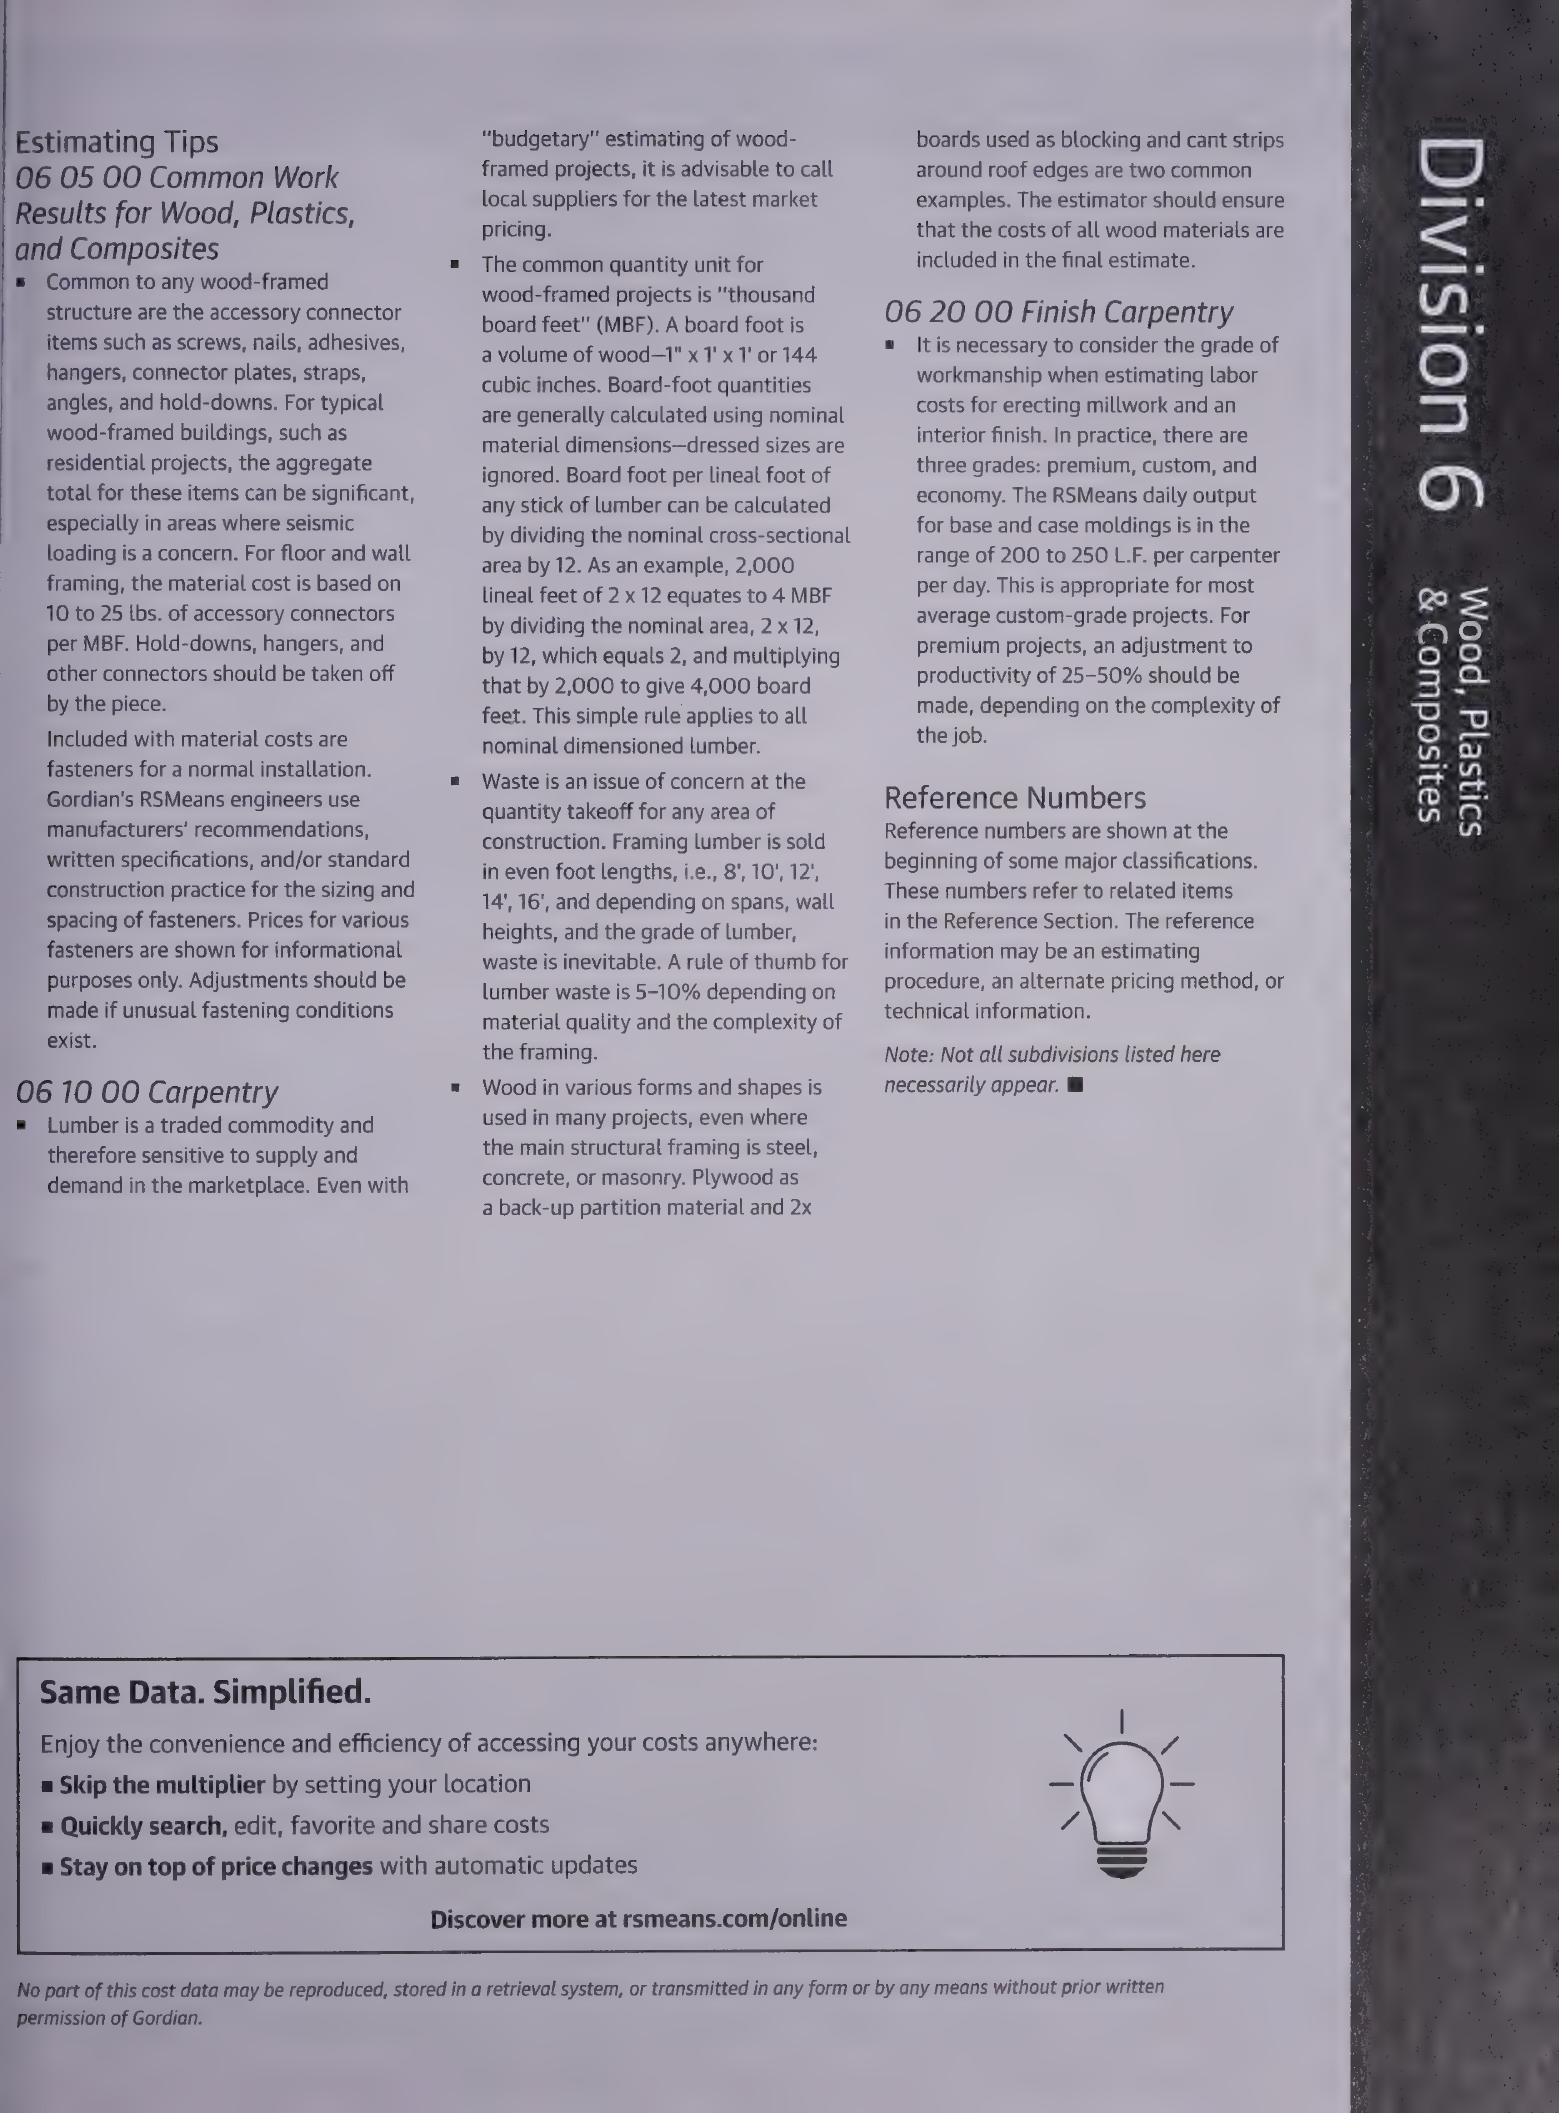 Estimating Tips
06 05 00 Common Work
Results for Wood, Plastics,
and Composites
■ Common to any wood-framed
structure are the accessory connector
items such as screws, nails, adhesives,
hangers, connector plates, straps,
angles, and hold-downs. For typical
wood-framed buildings, such as
residential projects, the aggregate
total for these items can be significant,
especially in areas where seismic
loading is a concern. For floor and wall
framing, the material cost is based on
10 to 25 lbs. of accessory connectors
per MBF. Hold-downs, hangers, and
other connectors should be taken off
by the piece.
Included with material costs are
fasteners for a normal installation.
Gordian's RSMeans engineers use
manufacturers' recommendations,
written specifications, and/or standard
construction practice for the sizing and
spacing of fasteners. Prices for various
fasteners are shown for informational
purposes only. Adjustments should be
made if unusual fastening conditions
exist.
06 10 00 Carpentry
■ Lumber is a traded commodity and
therefore sensitive to supply and
demand in the marketplace. Even with
"budgetary" estimating of wood-
framed projects, it is advisable to call
local suppliers for the latest market
pricing.
■ The common quantity unit for
wood-framed projects is "thousand
board feet" (MBF). A board foot is
a volume of wood—1" x 1' x 1' or 144
cubic inches. Board-foot quantities
are generally calculated using nominal
material dimensions—dressed sizes are
ignored. Board foot per lineal foot of
any stick of lumber can be calculated
by dividing the nominal cross-sectional
area by 12. As an example, 2,000
lineal feet of 2 x 12 equates to 4 MBF
by dividing the nominal area, 2 x 12,
by 12, which equals 2, and multiplying
that by 2,000 to give 4,000 board
feet. This simple rule applies to all
nominal dimensioned lumber.
■ Waste is an issue of concern at the
quantity takeoff for any area of
construction. Framing lumber is sold
in even foot lengths, i.e., 8', 10', 12',
14', 16', and depending on spans, wall
heights, and the grade of lumber,
waste is inevitable. A rule of thumb for
lumber waste is 5–10% depending on
material quality and the complexity of
the framing.
■ Wood in various forms and shapes is
used in many projects, even where
the main structural framing is steel,
concrete, or masonry. Plywood as
a back-up partition material and 2x
boards used as blocking and cant strips
around roof edges are two common
examples. The estimator should ensure
that the costs of all wood materials are
included in the final estimate.
06 20 00 Finish Carpentry
■ It is necessary to consider the grade of
workmanship when estimating labor
costs for erecting millwork and an
interior finish. In practice, there are
three grades: premium, custom, and
economy. The RSMeans daily output
for base and case moldings is in the
range of 200 to 250 L.F. per carpenter
per day. This is appropriate for most
average custom-grade projects. For
premium projects, an adjustment to
productivity of 25–50% should be
made, depending on the complexity of
the job.
Reference Numbers
Reference numbers are shown at the
beginning of some major classifications.
These numbers refer to related items
in the Reference Section. The reference
information may be an estimating
procedure, an alternate pricing method, or
technical information.
Note: Not all subdivisions listed here
necessarily appear. ■
Division 6
Wood, Plastics
& Composites
Same Data. Simplified.
Enjoy the convenience and efficiency of accessing your costs anywhere:
■ Skip the multiplier by setting your location
■ Quickly search, edit, favorite and share costs
■ Stay on top of price changes with automatic updates
Discover more at rsmeans.com/online
No part of this cost data may be reproduced, stored in a retrieval system, or transmitted in any form or by any means without prior written
permission of Gordian.